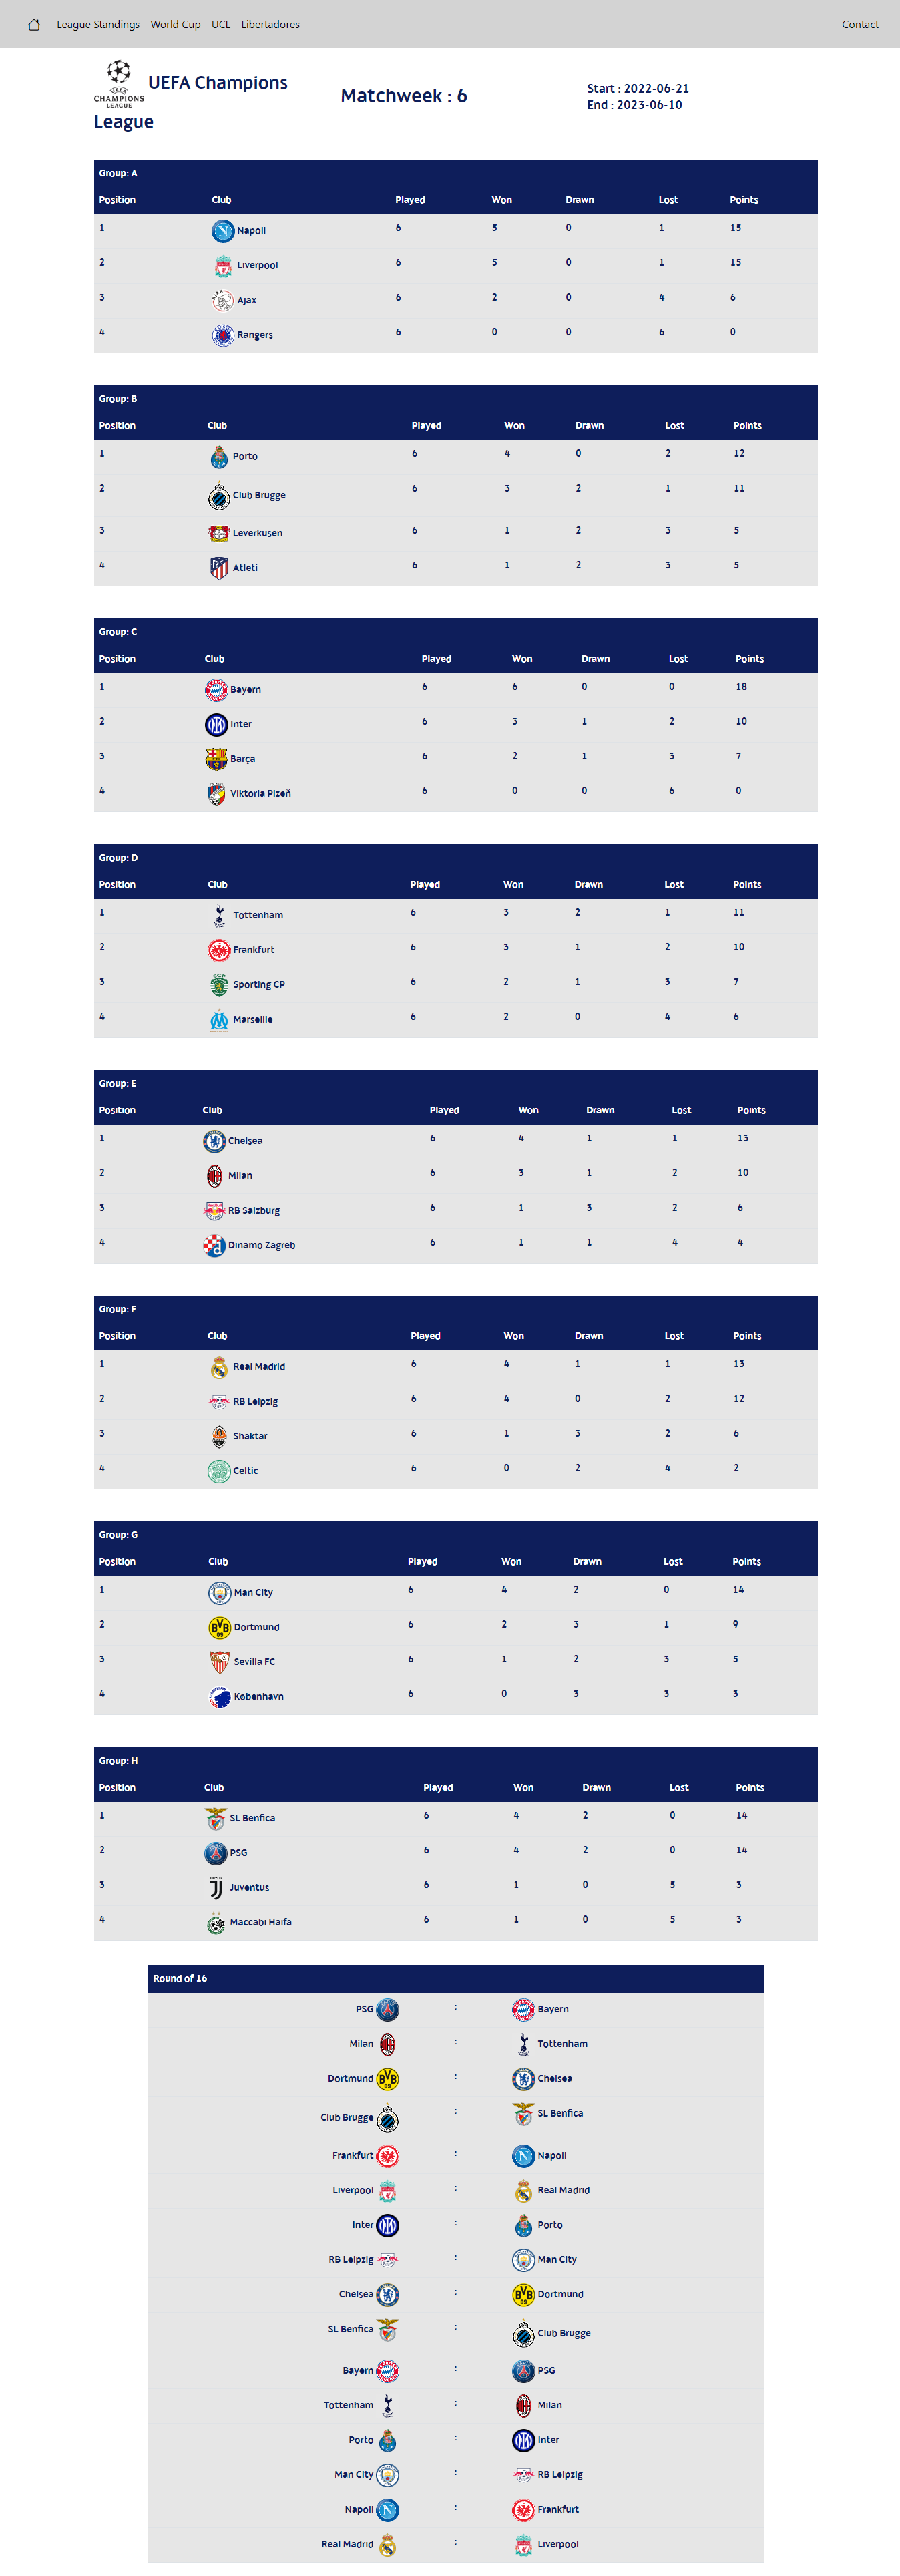 League Standings World Cup UCL Libertadores Contact
UEFA Champions
League
Matchweek : 6
Start : 2022-06-21
End : 2023-06-10
UEFA
CHAMPIONS
LEAGUE
Group: A
Position Club Played Won Drawn Lost Points
1 Napoli 6 5 0 1 15
2 Liverpool 6 5 0 1 15
3 Ajax 6 2 0 4 6
4 Rangers 6 0 0 6 0
Group: B
Position Club Played Won Drawn Lost Points
1 Porto 6 4 0 2 12
2 Club Brugge 6 3 2 1 11
3 Leverkusen 6 1 2 3 5
4 Atleti 6 1 2 3 5
Group: C
Position Club Played Won Drawn Lost Points
1 Bayern 6 6 0 0 18
2 Inter 6 3 1 2 10
3 Barça 6 2 1 3 7
4 Viktoria Plzeň 6 0 0 6 0
Group: D
Position Club Played Won Drawn Lost Points
1 Tottenham 6 3 2 1 11
2 Frankfurt 6 3 1 2 10
3 Sporting CP 6 2 1 3 7
4 Marseille 6 2 0 4 6
Group: E
Position Club Played Won Drawn Lost Points
1 Chelsea 6 4 1 1 13
2 Milan 6 3 1 2 10
3 RB Salzburg 6 1 3 2 6
4 Dinamo Zagreb 6 1 1 4 4
Group: F
Position Club Played Won Drawn Lost Points
1 Real Madrid 6 4 1 1 13
2 RB Leipzig 6 4 0 2 12
3 Shaktar 6 1 3 2 6
4 Celtic 6 0 2 4 2
Group: G
Position Club Played Won Drawn Lost Points
1 Man City 6 4 2 0 14
2 Dortmund 6 2 3 1 9
3 Sevilla FC 6 1 2 3 5
4 København 6 0 3 3 3
Group: H
Position Club Played Won Drawn Lost Points
1 SL Benfica 6 4 2 0 14
2 PSG 6 4 2 0 14
3 Juventus 6 1 0 5 3
4 Maccabi Haifa 6 1 0 5 3
Round of 16
PSG : Bayern
Milan : Tottenham
Dortmund : Chelsea
Club Brugge : SL Benfica
Frankfurt : Napoli
Liverpool : Real Madrid
Inter : Porto
RB Leipzig : Man City
Chelsea : Dortmund
SL Benfica : Club Brugge
Bayern : PSG
Tottenham : Milan
Porto : Inter
Man City : RB Leipzig
Napoli : Frankfurt
Real Madrid : Liverpool